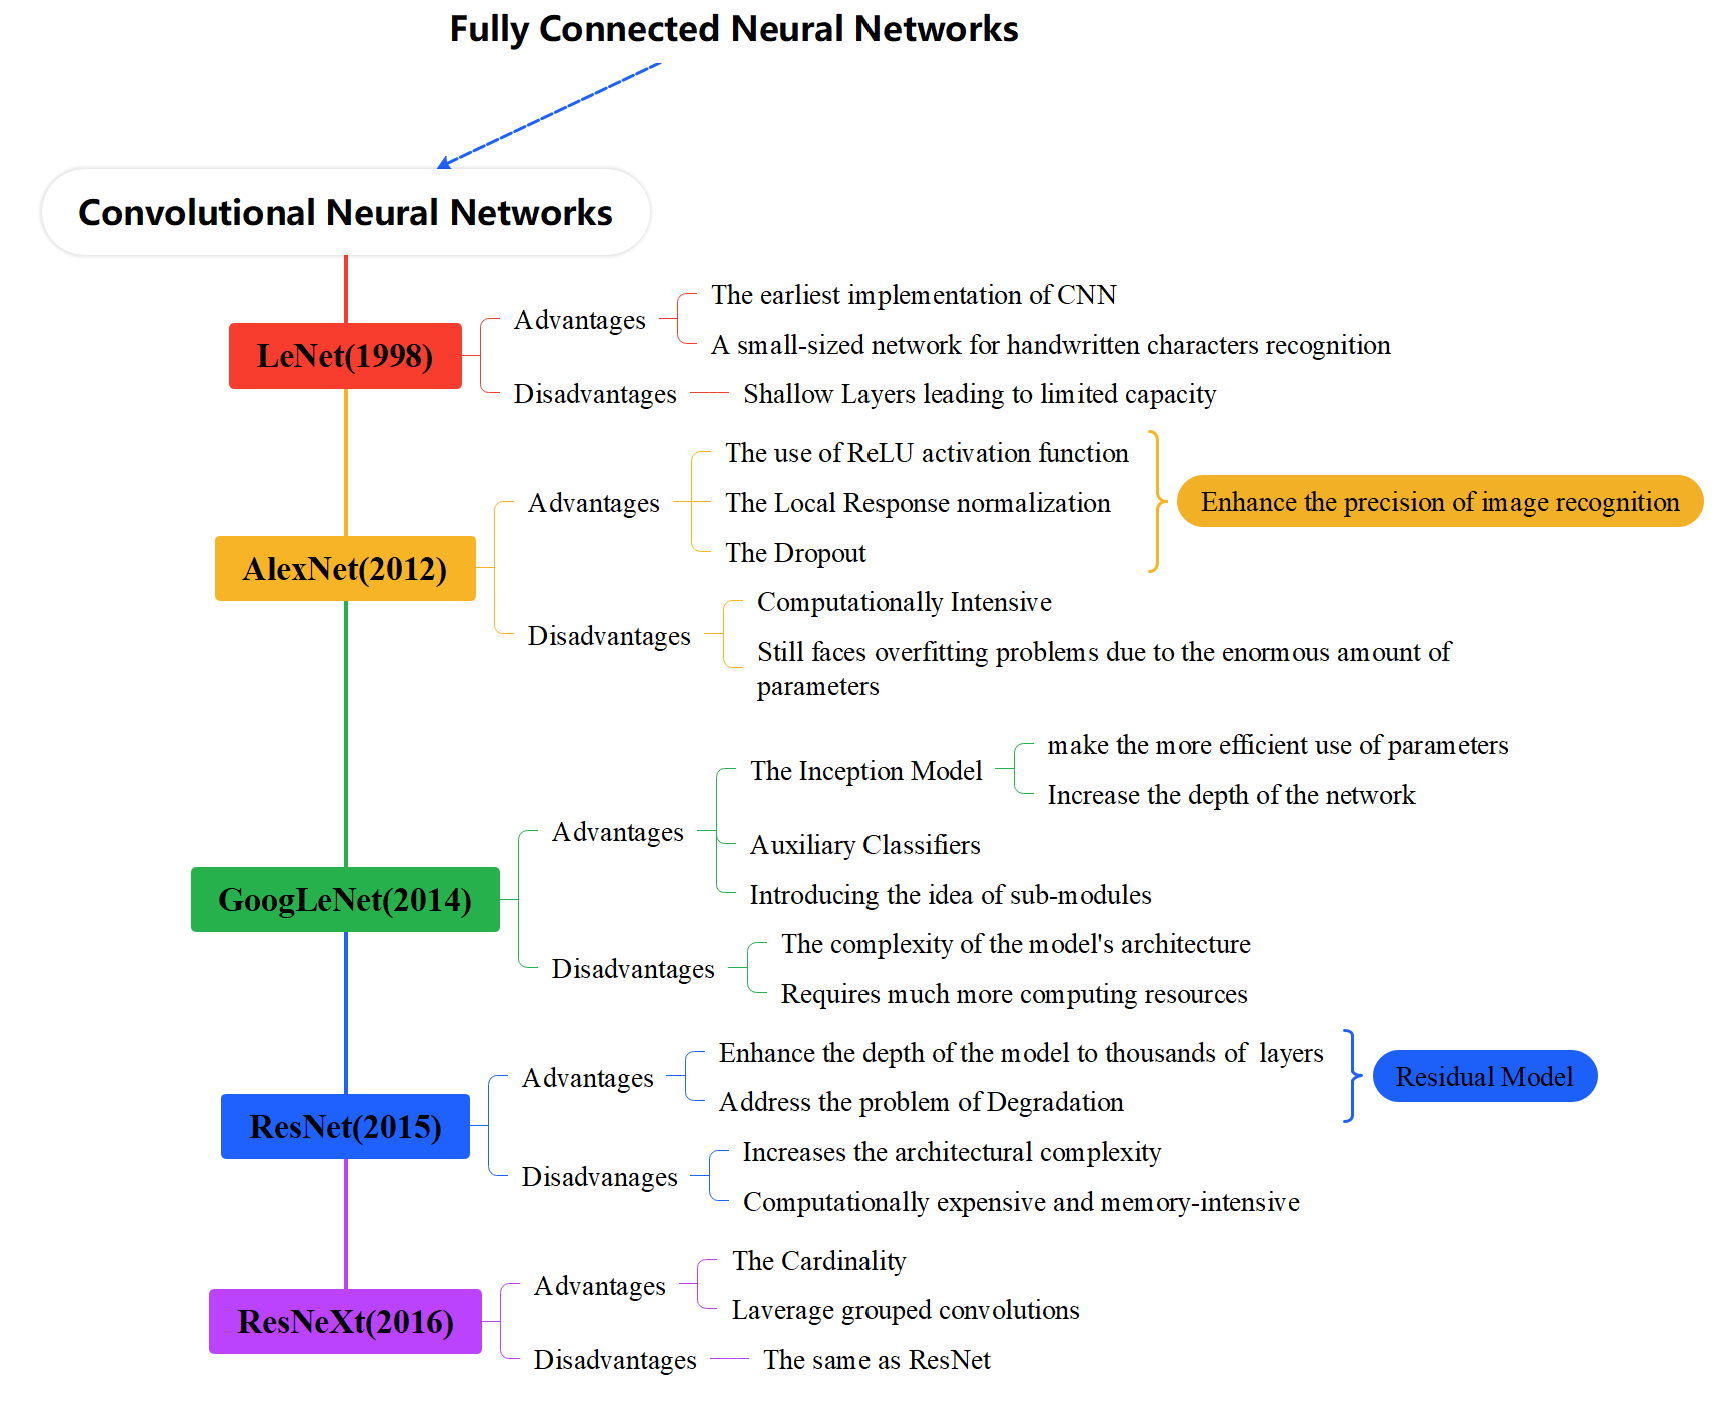 Fully Connected Neural Networks
Convolutional Neural Networks
LeNet(1998)
Advantages
The earliest implementation of CNN
A small-sized network for handwritten characters recognition
Disadvantages
Shallow Layers leading to limited capacity
AlexNet(2012)
Advantages
The use of ReLU activation function
The Local Response normalization
The Dropout
Enhance the precision of image recognition
Disadvantages
Computationally Intensive
Still faces overfitting problems due to the enormous amount of
parameters
GoogLeNet(2014)
Advantages
The Inception Model
make the more efficient use of parameters
Increase the depth of the network
Auxiliary Classifiers
Introducing the idea of sub-modules
Disadvantages
The complexity of the model's architecture
Requires much more computing resources
ResNet(2015)
Advantages
Enhance the depth of the model to thousands of layers
Address the problem of Degradation
Residual Model
Disadvanages
Increases the architectural complexity
Computationally expensive and memory-intensive
ResNeXt(2016)
Advantages
The Cardinality
Laverage grouped convolutions
Disadvantages
The same as ResNet